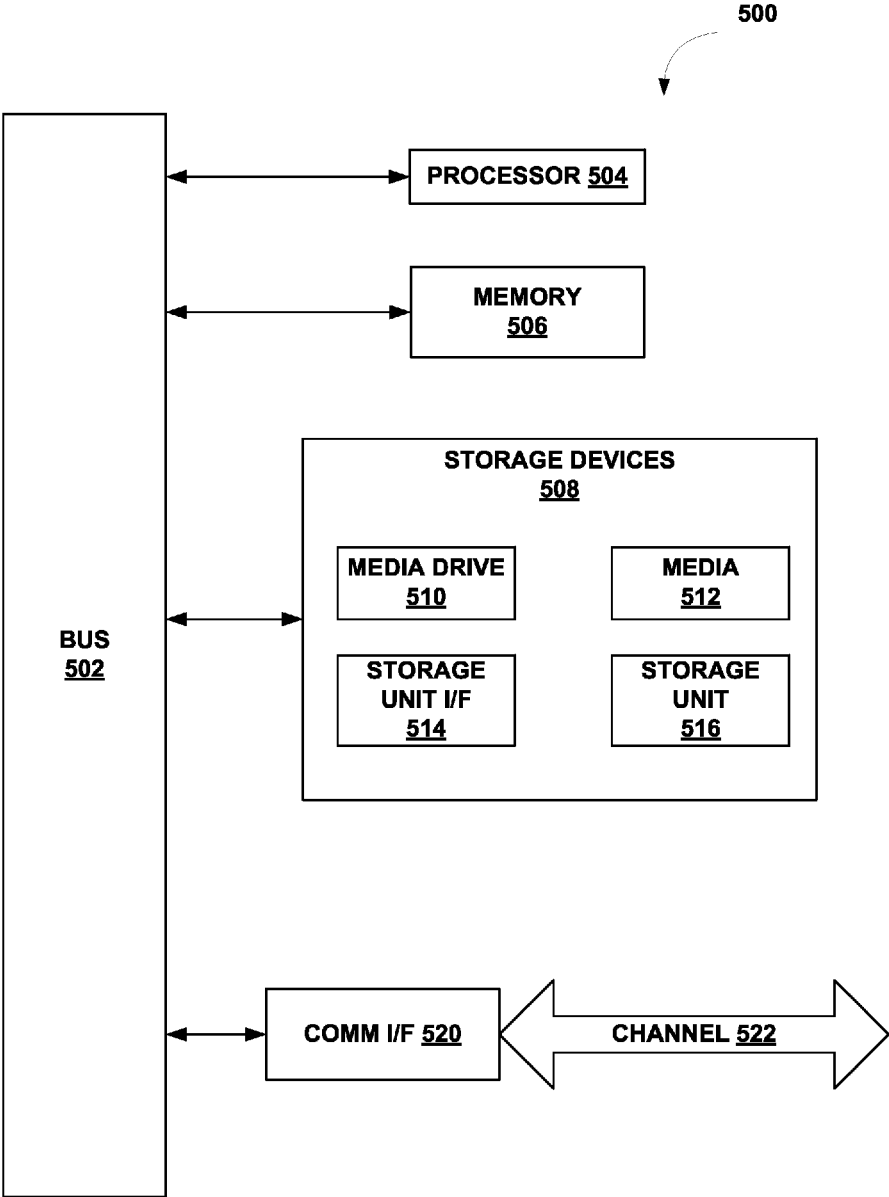 500
PROCESSOR 504
MEMORY
506
STORAGE DEVICES
508
MEDIA DRIVE
510
MEDIA
512
BUS
502
STORAGE
UNIT I/F
514
STORAGE
UNIT
516
COMM I/F 520
CHANNEL 522